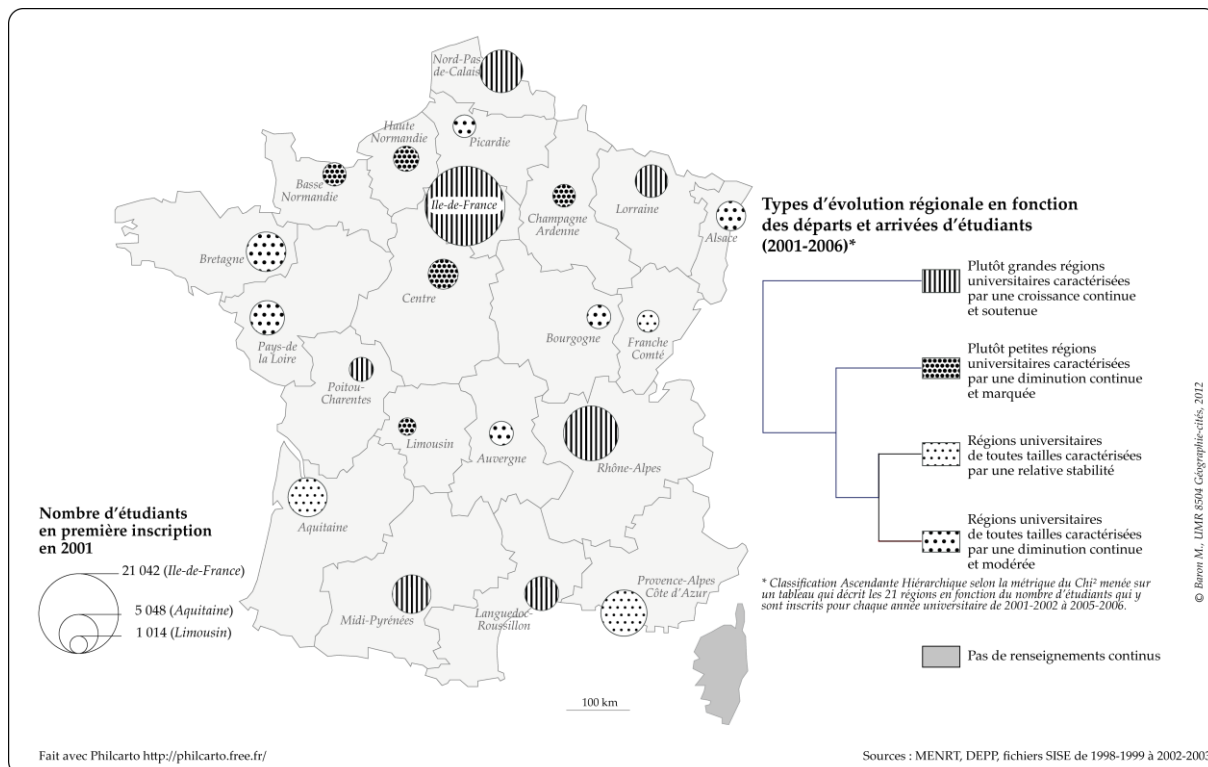 Nord-Pas
de-Calais
Haute
Normandie
Picardie
Basse
Normandie
Ile-de-France
Champagne
Ardenne
Lorraine
Alsace
Bretagne
Centre
Pays-de
la Loire
Bourgogne
Franche
Comté
Poitou-
Charentes
Limousin
Auvergne
Rhône-Alpes
Aquitaine
Midi-Pyrénées
Languedoc-
Roussillon
Provence-Alpes
Côte d'Azur
Types d'évolution régionale en fonction
des départs et arrivées d'étudiants
(2001-2006)*
Plutôt grandes régions
universitaires caractérisées
par une croissance continue
et soutenue
Plutôt petites régions
universitaires caractérisées
par une diminution continue
et marquée
Régions universitaires
de toutes tailles caractérisées
par une relative stabilité
Régions universitaires
de toutes tailles caractérisées
par une diminution continue
et modérée
* Classification Ascendante Hiérarchique selon la métrique du Chi² menée sur
un tableau qui décrit les 21 régions en fonction du nombre d'étudiants qui y
sont inscrits pour chaque année universitaire de 2001-2002 à 2005-2006.
Pas de renseignements continus
Nombre d'étudiants
en première inscription
en 2001
21 042 (Ile-de-France)
5 048 (Aquitaine)
1 014 (Limousin)
100 km
© Baron M., UMR 8504 Géographie-cités, 2012
Fait avec Philcarto http://philcarto.free.fr/
Sources : MENRT, DEPP, fichiers SISE de 1998-1999 à 2002-2003